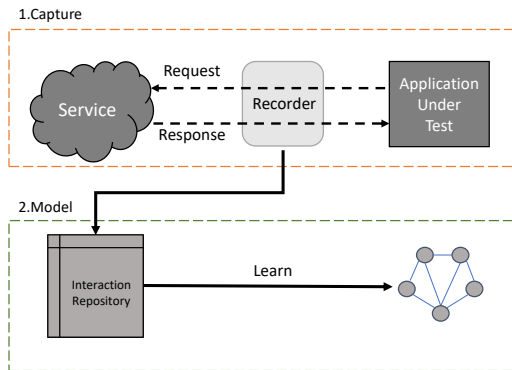 1.Capture
Request
Service
Recorder
Application
Under
Test
Response
2.Model
Interaction
Repository
Learn